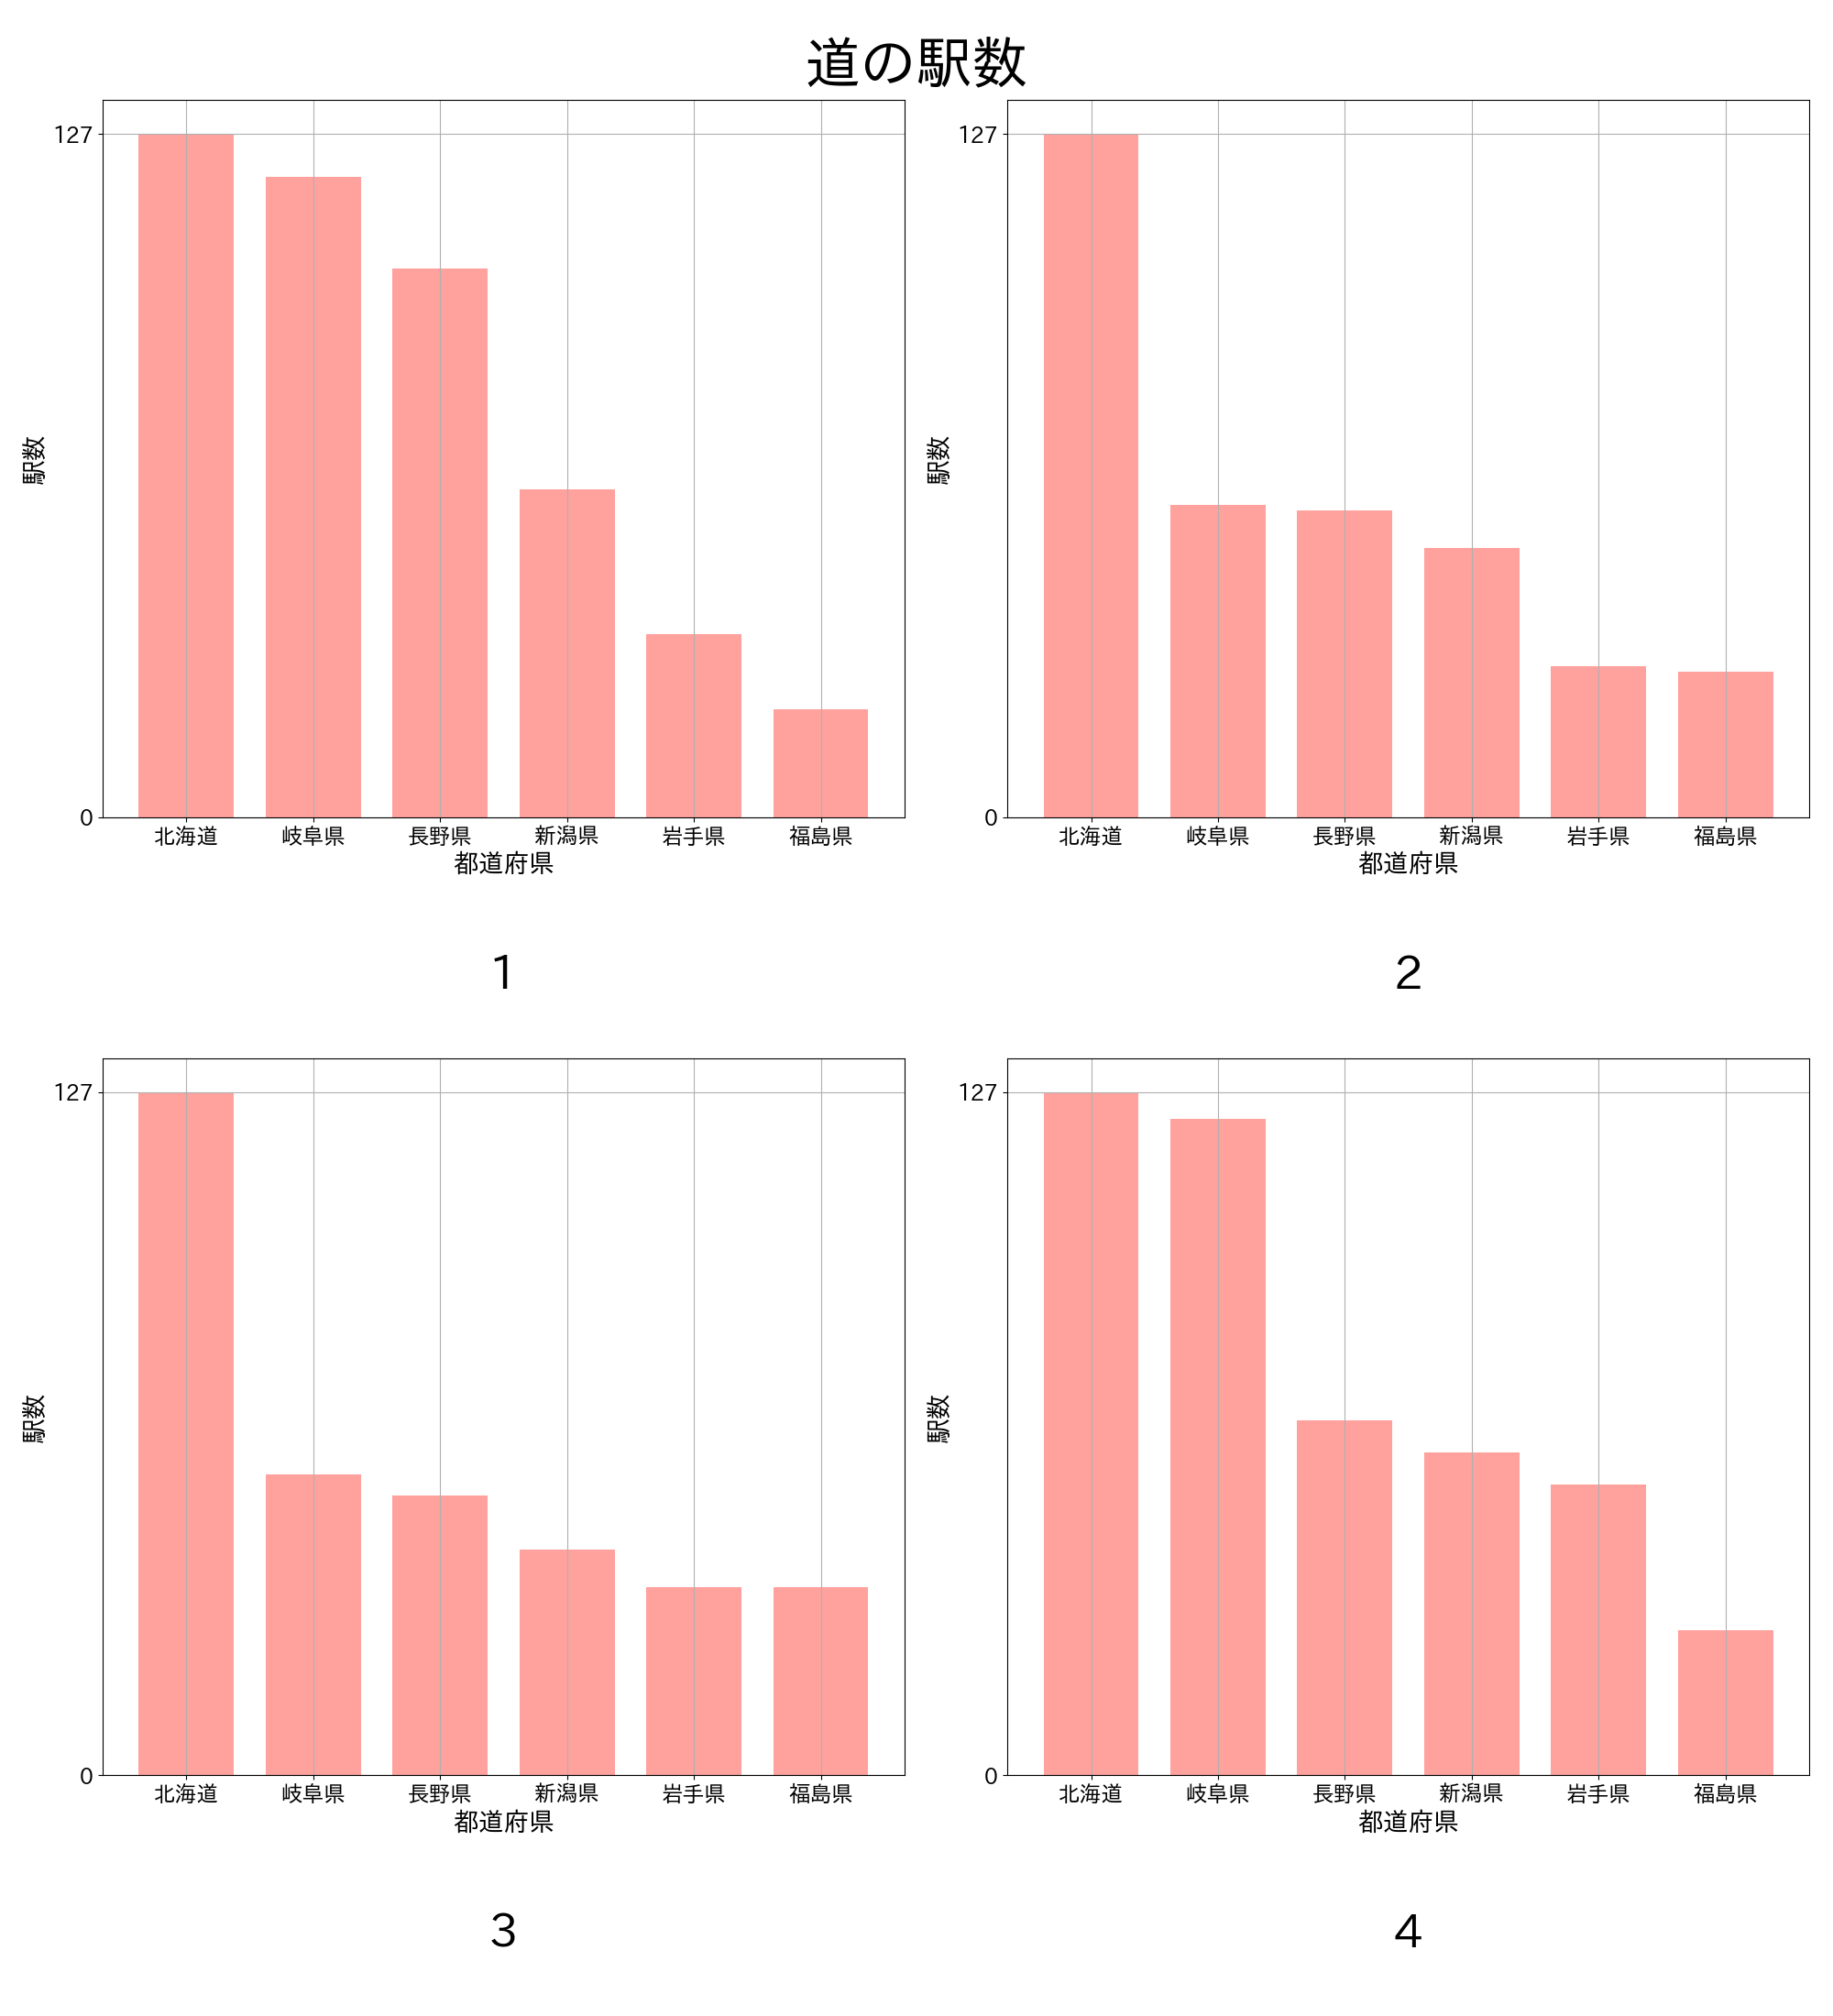 道の駅数
127
0
駅数
北海道 岐阜県 長野県 新潟県 岩手県 福島県
都道府県
1
127
0
駅数
北海道 岐阜県 長野県 新潟県 岩手県 福島県
都道府県
2
127
0
駅数
北海道 岐阜県 長野県 新潟県 岩手県 福島県
都道府県
3
127
0
駅数
北海道 岐阜県 長野県 新潟県 岩手県 福島県
都道府県
4